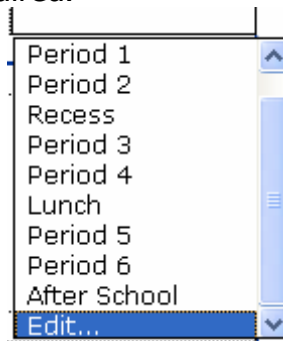 Period 1
Period 2
Recess
Period 3
Period 4
Lunch
Period 5
Period 6
After School
Edit...